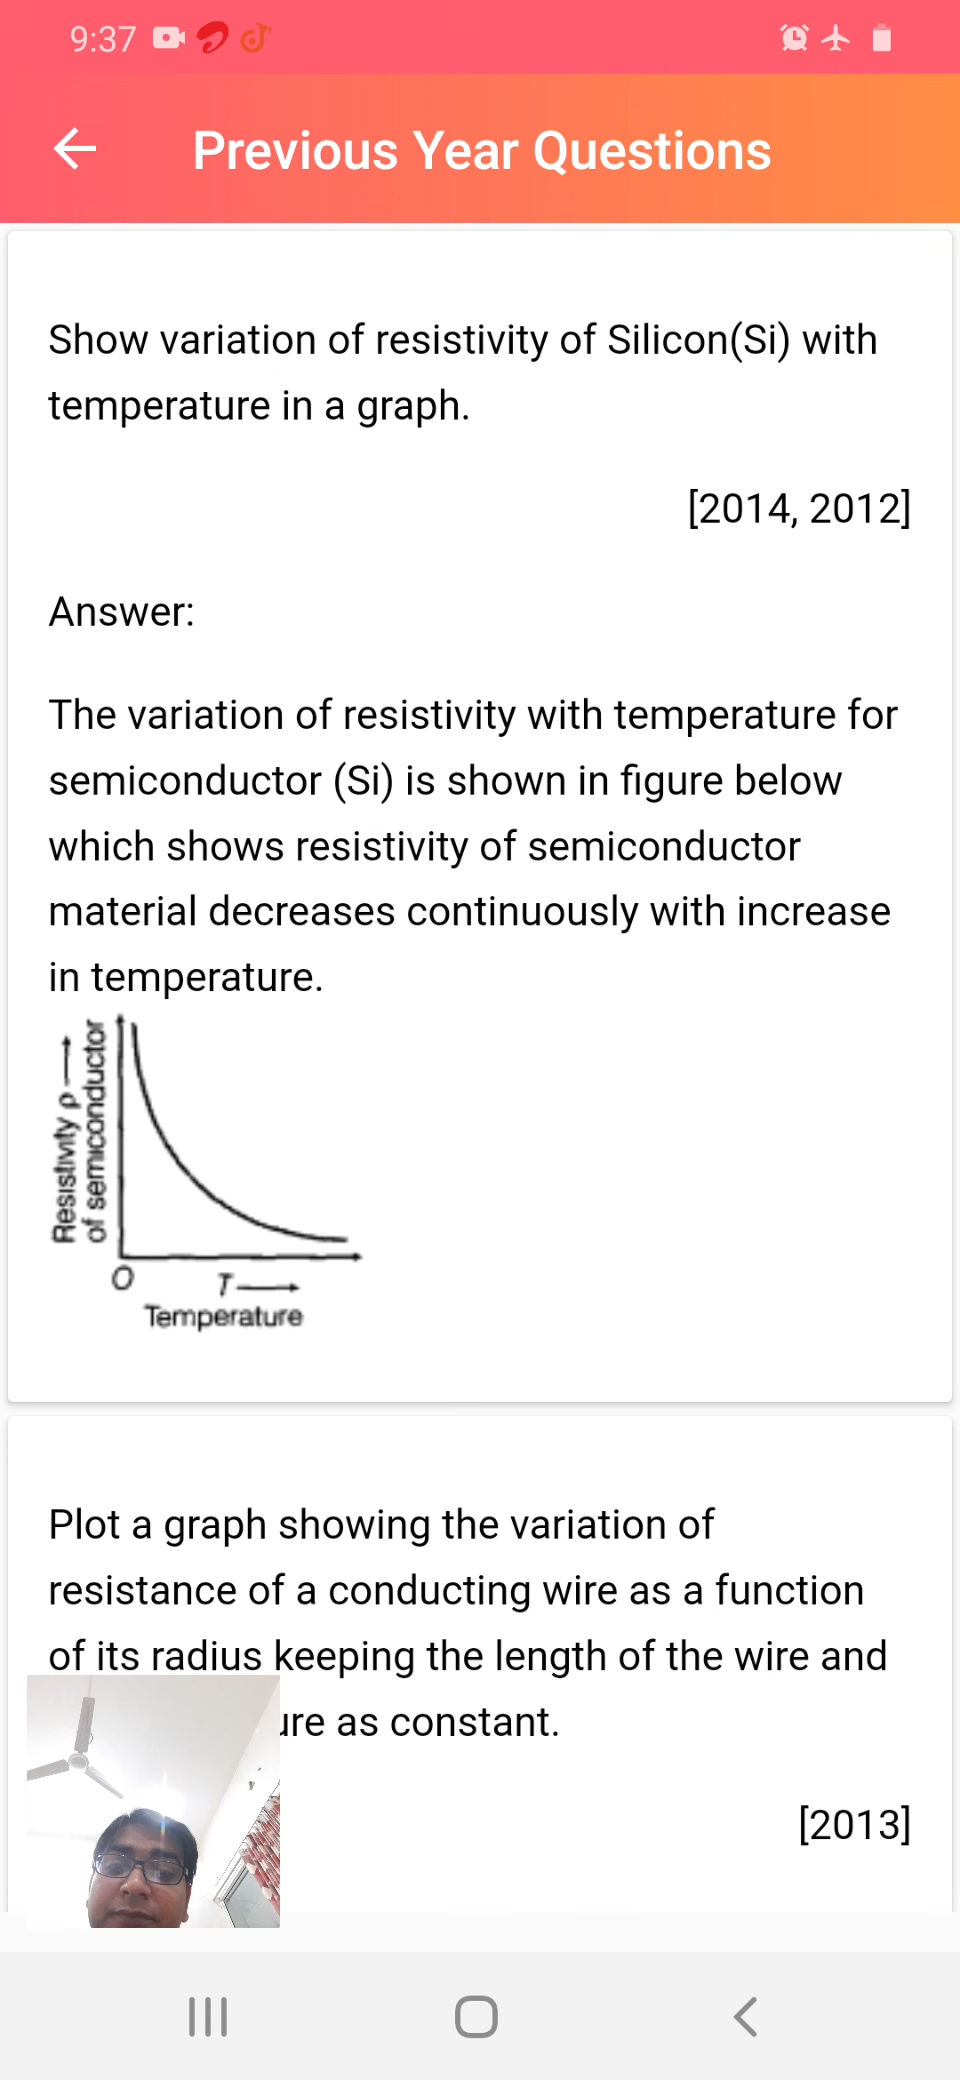 9:37
Previous Year Questions
Show variation of resistivity of Silicon(Si) with
temperature in a graph.
[2014, 2012]
Answer:
The variation of resistivity with temperature for
semiconductor (Si) is shown in figure below
which shows resistivity of semiconductor
material decreases continuously with increase
in temperature.
Resistivity ρ
of semiconductor
O
T
Temperature
Plot a graph showing the variation of
resistance of a conducting wire as a function
of its radius keeping the length of the wire and
ure as constant.
[2013]